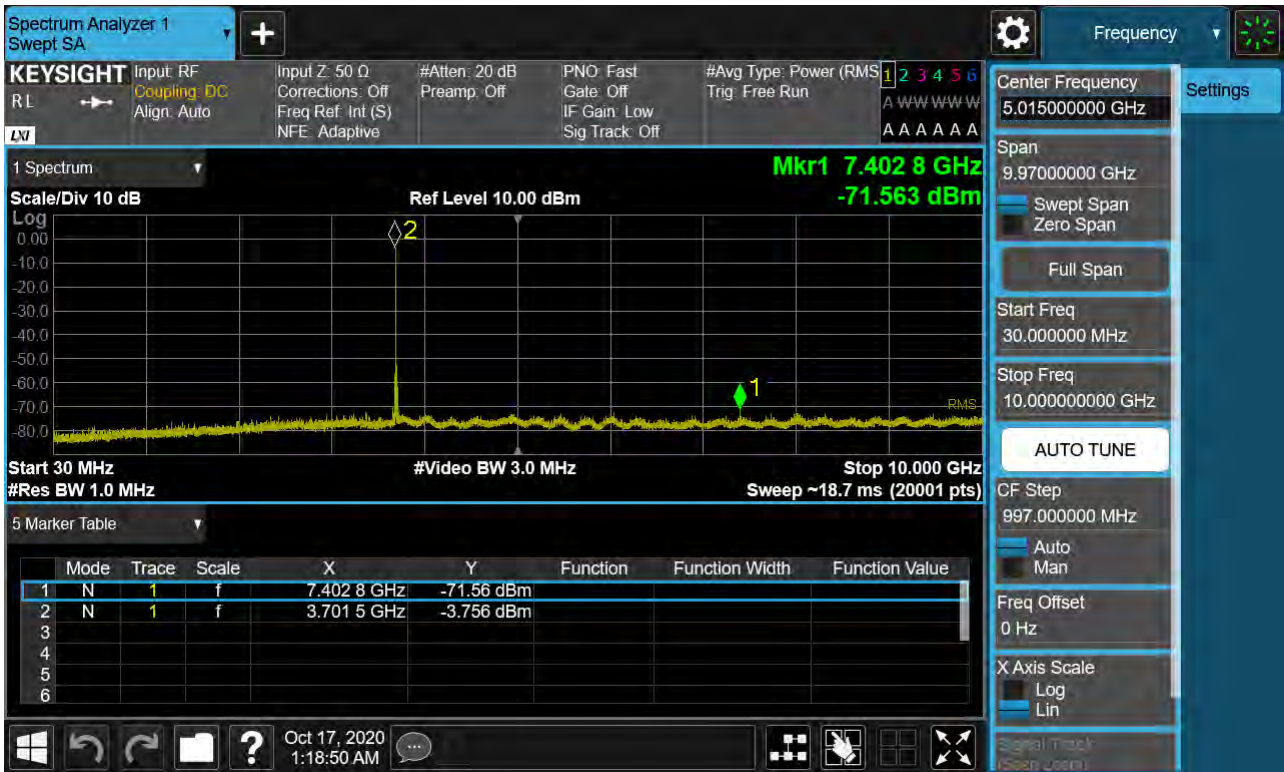 Spectrum Analyzer 1
Swept SA
+
Frequency
KEYSIGHT
RL
LXI
Input: RF
Coupling: DC
Align: Auto
Input Z: 50 Ω
Corrections: Off
Freq Ref: Int (S)
NFE: Adaptive
#Atten: 20 dB
Preamp: Off
PNO: Fast
Gate: Off
IF Gain: Low
Sig Track: Off
#Avg Type: Power (RMS
Trig: Free Run
1 2 3 4 5 6
A W W W W W
A A A A A A
1 Spectrum
Mkr1 7.402 8 GHz
-71.563 dBm
Scale/Div 10 dB
Ref Level 10.00 dBm
Log
0.00
-10.0
-20.0
-30.0
-40.0
-50.0
-60.0
-70.0
-80.0
2
1
RMS
Start 30 MHz
#Video BW 3.0 MHz
Stop 10.000 GHz
#Res BW 1.0 MHz
Sweep ~18.7 ms (20001 pts)
5 Marker Table
Mode Trace Scale X Y Function Function Width Function Value
1 N 1 f 7.402 8 GHz -71.56 dBm
2 N 1 f 3.701 5 GHz -3.756 dBm
3
4
5
6
Oct 17, 2020
1:18:50 AM
Center Frequency
5.015000000 GHz
Settings
Span
9.97000000 GHz
Swept Span
Zero Span
Full Span
Start Freq
30.000000 MHz
Stop Freq
10.000000000 GHz
AUTO TUNE
CF Step
997.000000 MHz
Auto
Man
Freq Offset
0 Hz
X Axis Scale
Log
Lin
Signal Track
(Span Zoom)